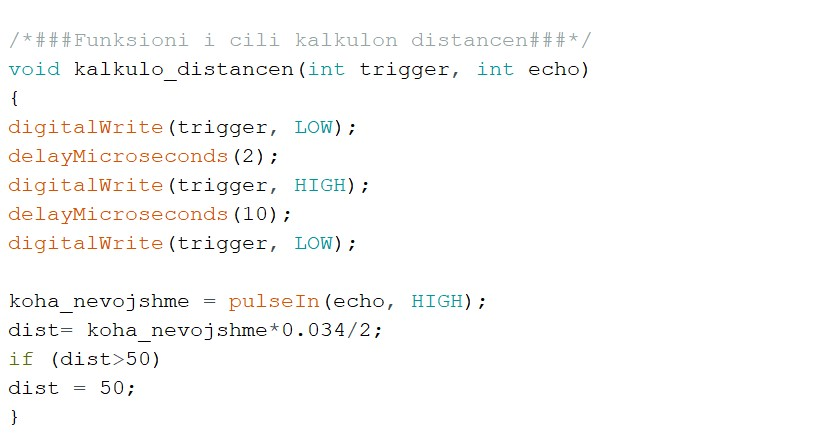 /*###Funksioni i cili kalkulon distancen###*/
void kalkulo_distancen(int trigger, int echo)
{
digitalWrite(trigger, LOW);
delayMicroseconds(2);
digitalWrite(trigger, HIGH);
delayMicroseconds(10);
digitalWrite(trigger, LOW);

koha_nevojshme = pulseIn(echo, HIGH);
dist= koha_nevojshme*0.034/2;
if (dist>50)
dist = 50;
}